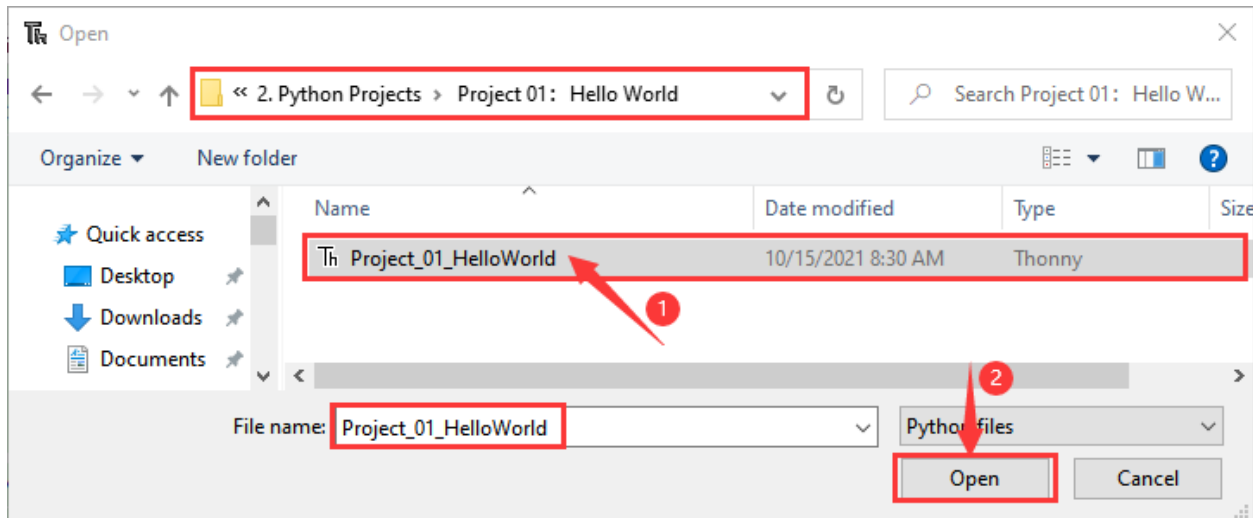 Open
« 2. Python Projects › Project 01：Hello World
Search Project 01：Hello W...
Organize
New folder
Name Date modified Type Size
Quick access
Desktop
Downloads
Documents
Project_01_HelloWorld 10/15/2021 8:30 AM Thonny
1
2
File name: Project_01_HelloWorld
Python files
Open Cancel